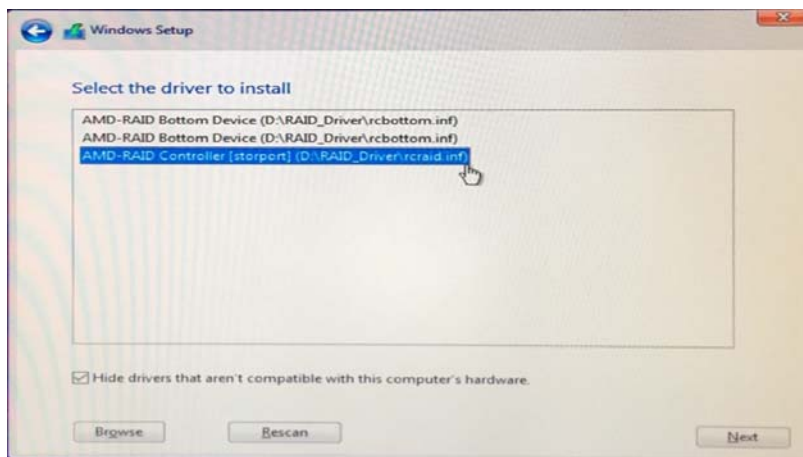 Windows Setup
Select the driver to install
AMD-RAID Bottom Device (D:\RAID_Driver\rcbottom.inf)
AMD-RAID Bottom Device (D:\RAID_Driver\rcbottom.inf)
AMD-RAID Controller [storport] (D:\RAID_Driver\rcraid.inf)
Hide drivers that aren't compatible with this computer's hardware.
Browse
Rescan
Next